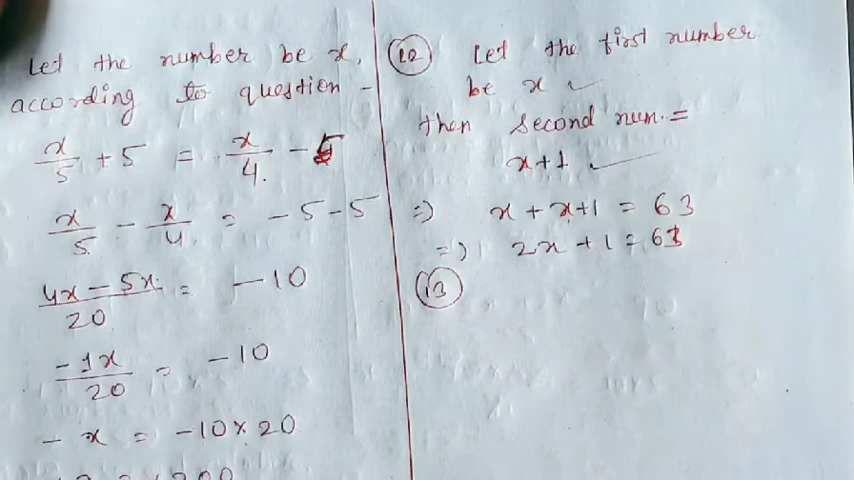 Let the number be x,
according to question -
x/5 + 5 = x/4 - 5
x/5 - x/4 = -5-5
4x - 5x/20 = -10
-1x/20 = -10
- x = -10 × 20
(12) Let the first number
be x
then second num. =
x+1
=) x + x+1 = 63
=) 2x + 1 = 63
(13)